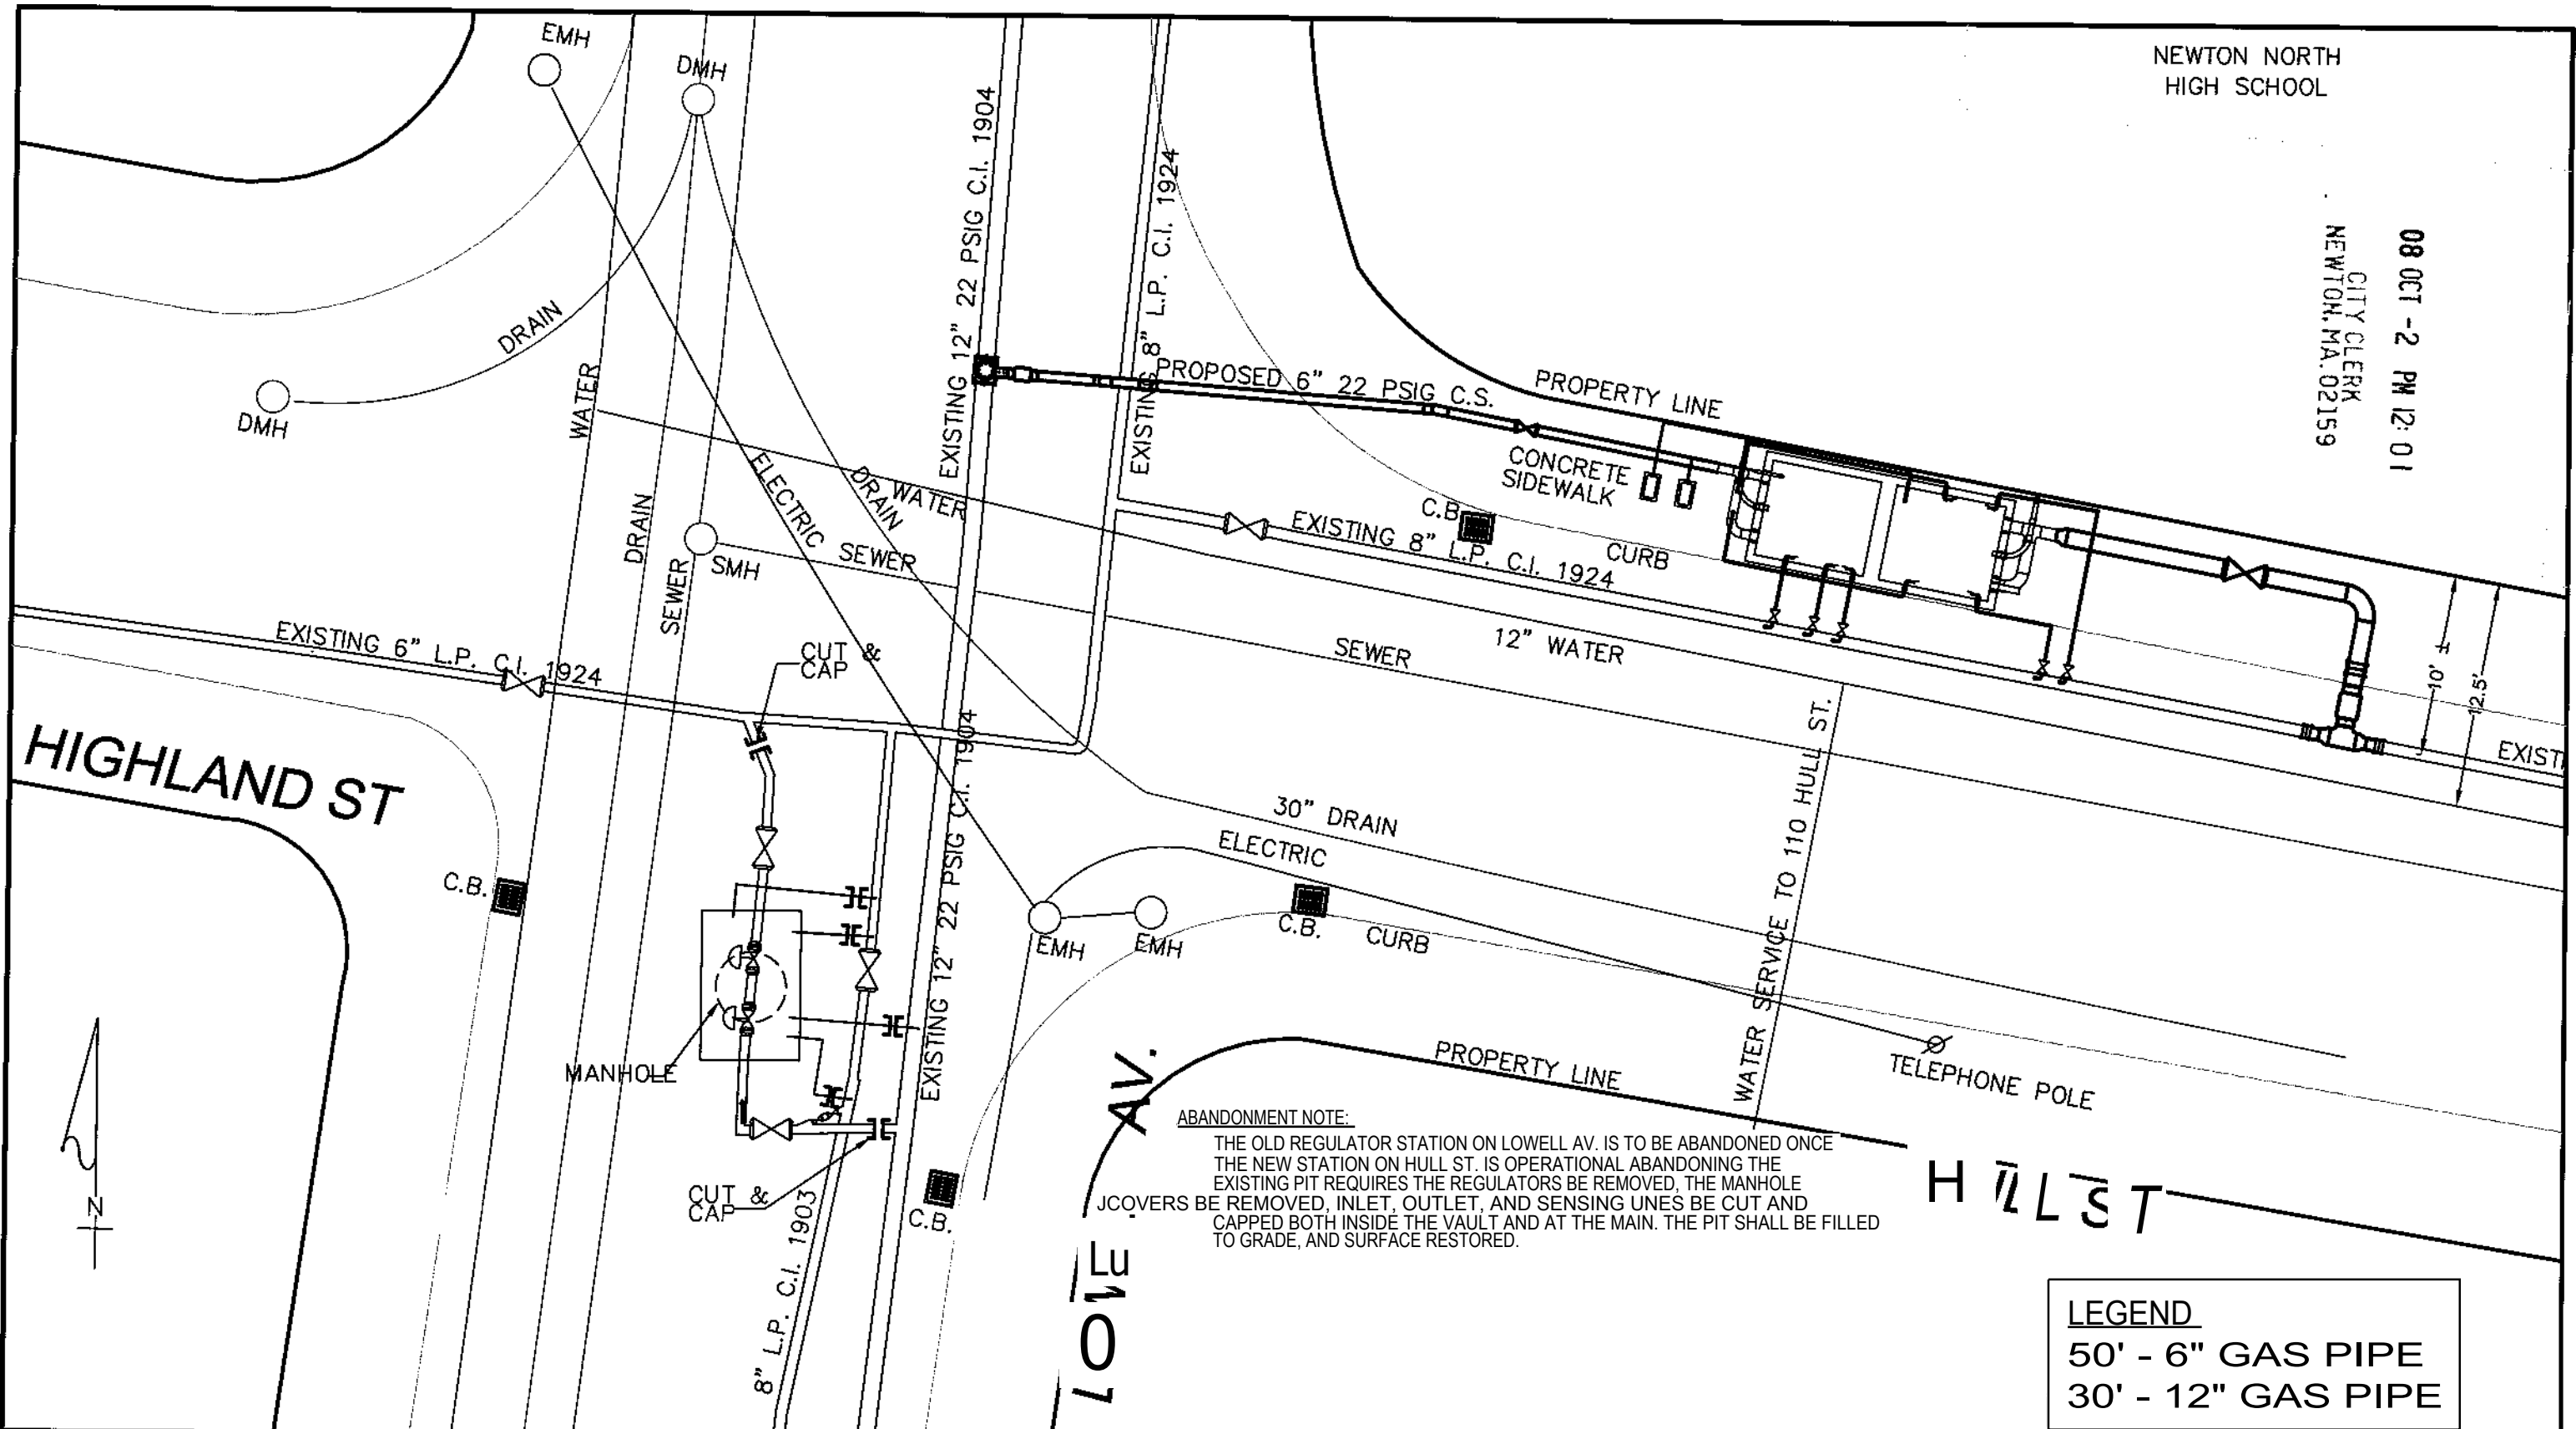 EMH
DMH
NEWTON NORTH
HIGH SCHOOL
08 OCT -2 PM 12: 01
CITY CLERK
NEWTON, MA. 02159
EXISTING 12" 22 PSIG C.I. 1904
EXISTING 8" L.P. C.I. 1924
DRAIN
DMH
WATER
PROPOSED 6" 22 PSIG C.S.
PROPERTY LINE
CONCRETE
SIDEWALK
ELECTRIC
DRAIN
WATER
DRAIN
SEWER
SMH
SEWER
C.B.
EXISTING 8" L.P. C.I. 1924
CURB
12" WATER
SEWER
EXISTING 6" L.P. C.I. 1924
CUT &
CAP
10' ±
12.5'
EXISTI
HIGHLAND ST
30" DRAIN
ELECTRIC
WATER SERVICE TO 110 HULL ST.
C.B.
EXISTING 12" 22 PSIG C.I. 1904
EMH
EMH
C.B.
CURB
MANHOLE
PROPERTY LINE
TELEPHONE POLE
AV.
ABANDONMENT NOTE:
THE OLD REGULATOR STATION ON LOWELL AV. IS TO BE ABANDONED ONCE
THE NEW STATION ON HULL ST. IS OPERATIONAL ABANDONING THE
EXISTING PIT REQUIRES THE REGULATORS BE REMOVED, THE MANHOLE
JCOVERS BE REMOVED, INLET, OUTLET, AND SENSING UNES BE CUT AND
CAPPED BOTH INSIDE THE VAULT AND AT THE MAIN. THE PIT SHALL BE FILLED
TO GRADE, AND SURFACE RESTORED.
CUT &
CAP
C.B.
8" L.P. C.I. 1903
N
LEGEND
50' - 6" GAS PIPE
30' - 12" GAS PIPE